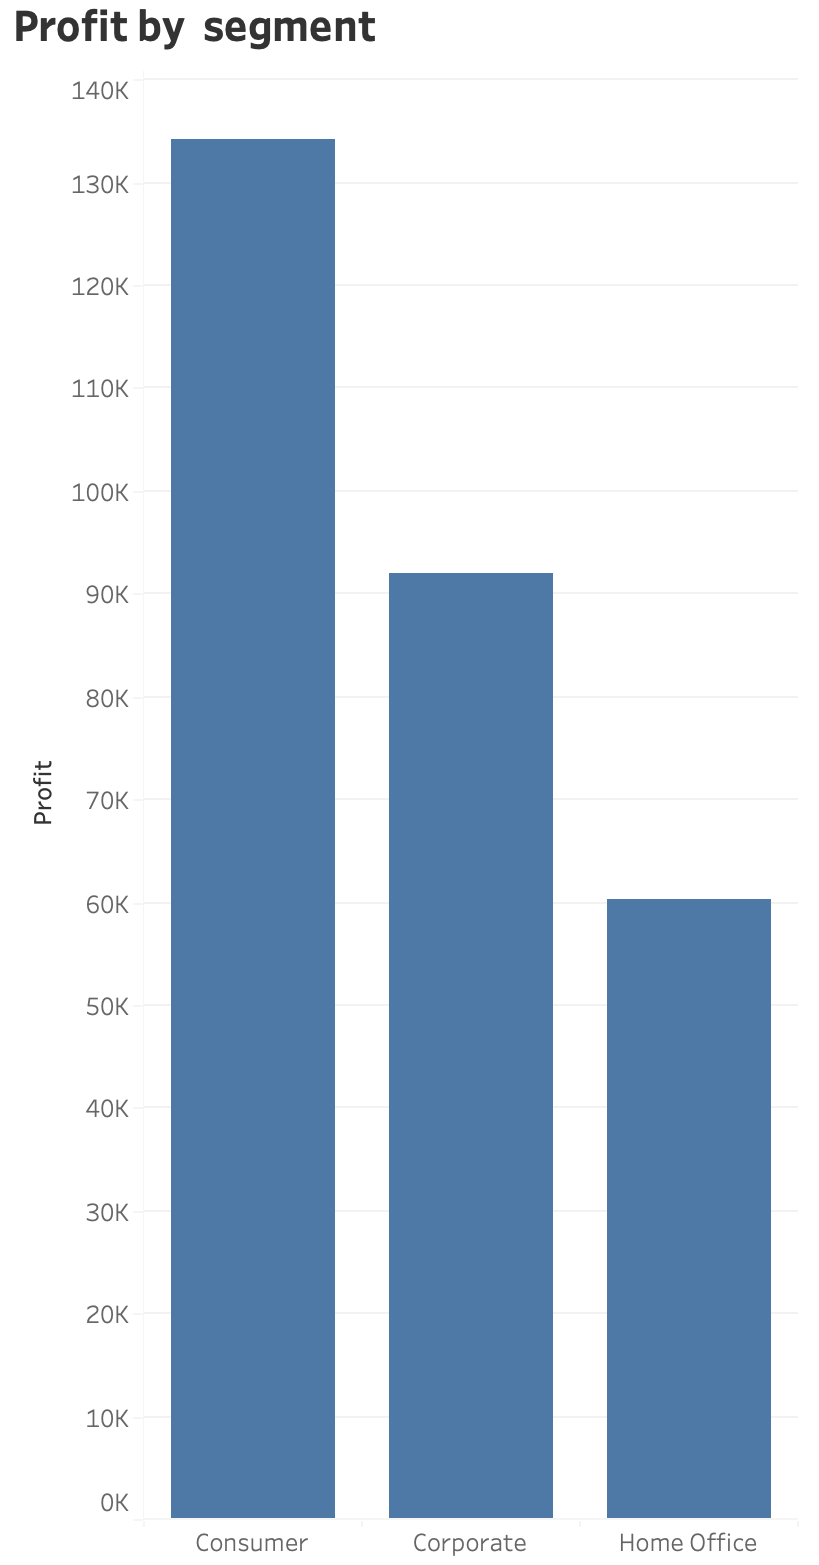 Profit by segment
140K
130K
120K
110K
100K
90K
80K
70K
60K
50K
40K
30K
20K
10K
0K
Profit
Consumer Corporate Home Office